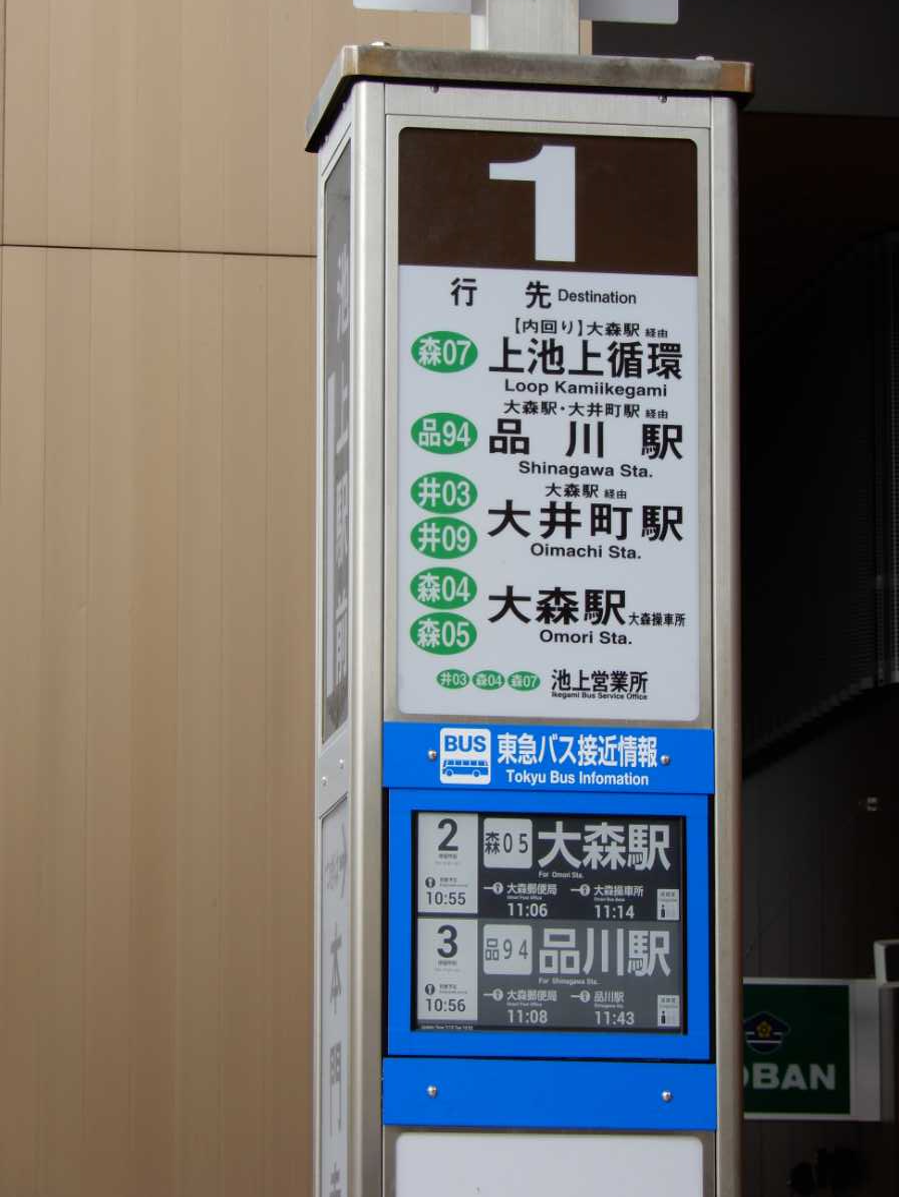 1
行 先 Destination
【内回り】大森駅 経由
森07 上池上循環
Loop Kamiikegami
大森駅・大井町駅 経由
品94 品川駅
Shinagawa Sta.
井03 大森駅 経由
井09 大井町駅
Oimachi Sta.
森04
森05 大森駅 大森操車所
Omori Sta.
井03 森04 森07 池上営業所
Ikegami Bus Service Office
BUS 東急バス接近情報
Tokyu Bus Infomation
2 森05 大森駅
For Omori Sta.
大森郵便局 大森操車所
10:55 11:06 11:14
3 品94 品川駅
For Shinagawa Sta.
大森郵便局 品川駅
10:56 11:08 11:43
池上駅前
本門
OBAN